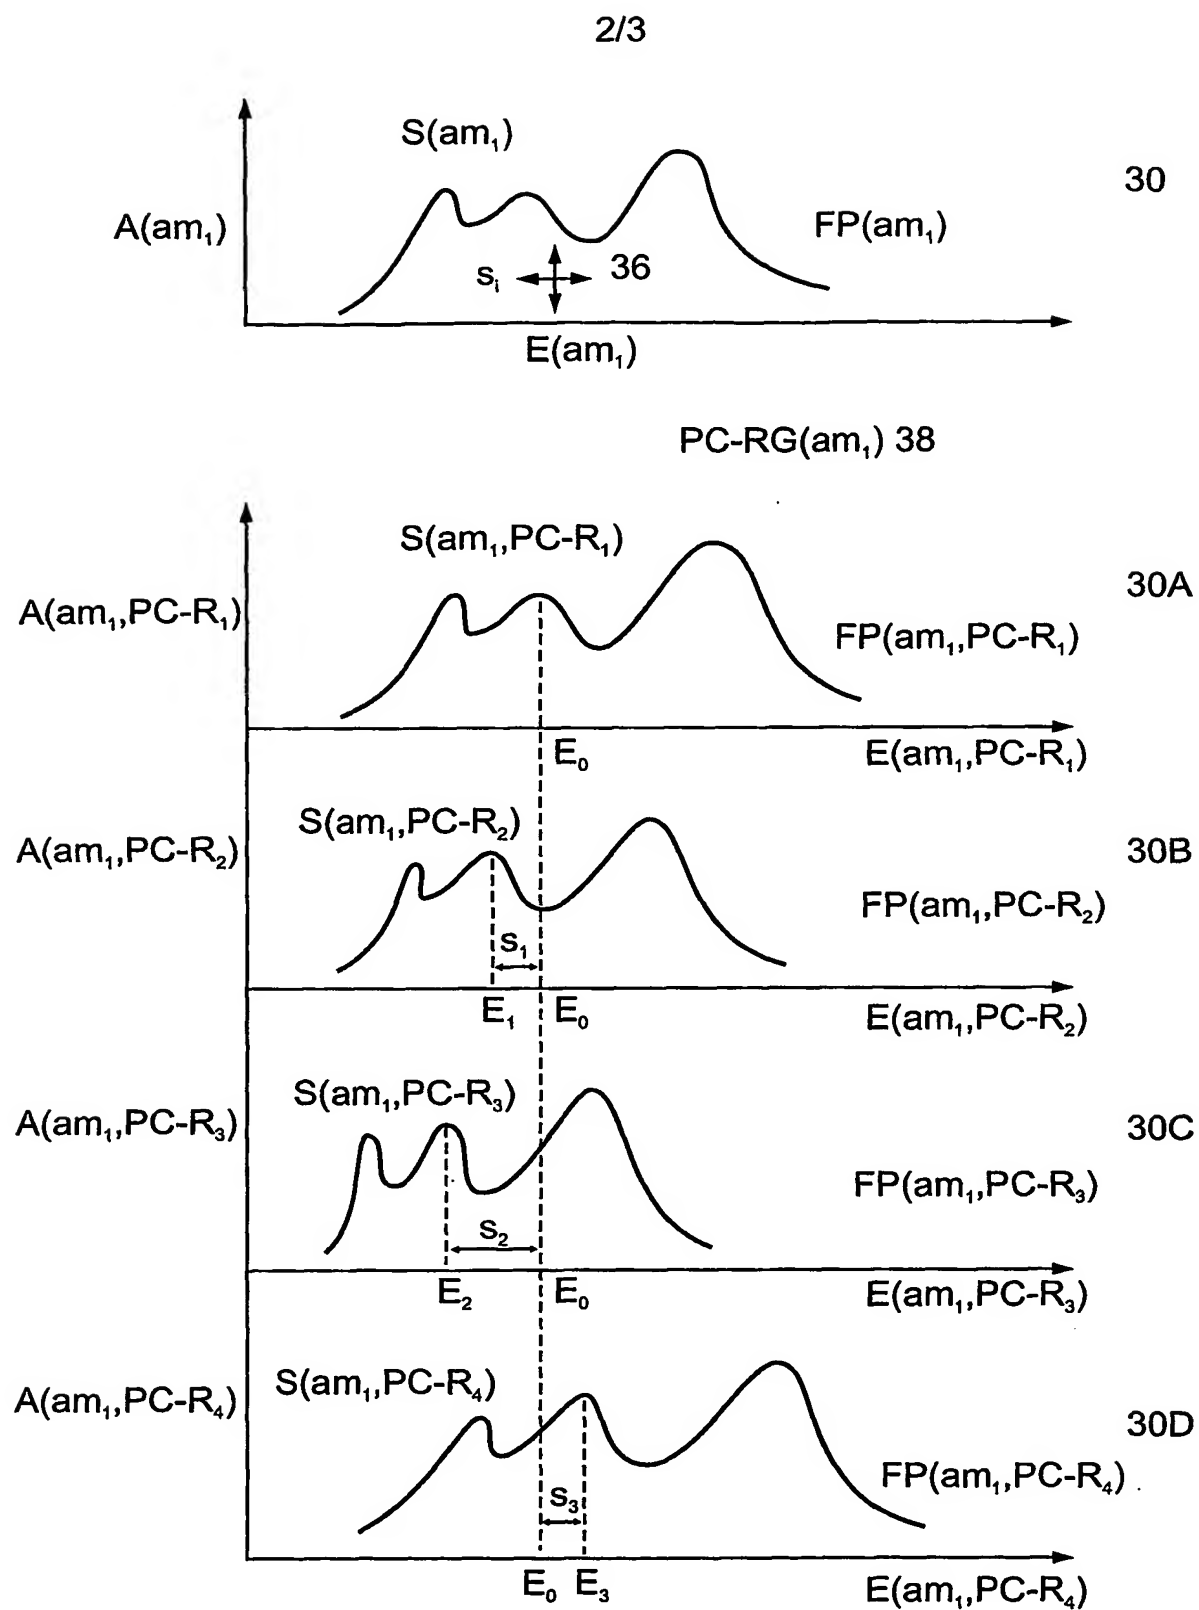 2/3
S(am₁)
30
A(am₁)
FP(am₁)
sᵢ
36
E(am₁)
PC-RG(am₁) 38
S(am₁,PC-R₁)
30A
A(am₁,PC-R₁)
FP(am₁,PC-R₁)
E₀
E(am₁,PC-R₁)
S(am₁,PC-R₂)
A(am₁,PC-R₂)
30B
FP(am₁,PC-R₂)
s₁
E₁
E₀
E(am₁,PC-R₂)
S(am₁,PC-R₃)
A(am₁,PC-R₃)
30C
FP(am₁,PC-R₃)
s₂
E₂
E₀
E(am₁,PC-R₃)
S(am₁,PC-R₄)
A(am₁,PC-R₄)
30D
FP(am₁,PC-R₄)
s₃
E₀
E₃
E(am₁,PC-R₄)